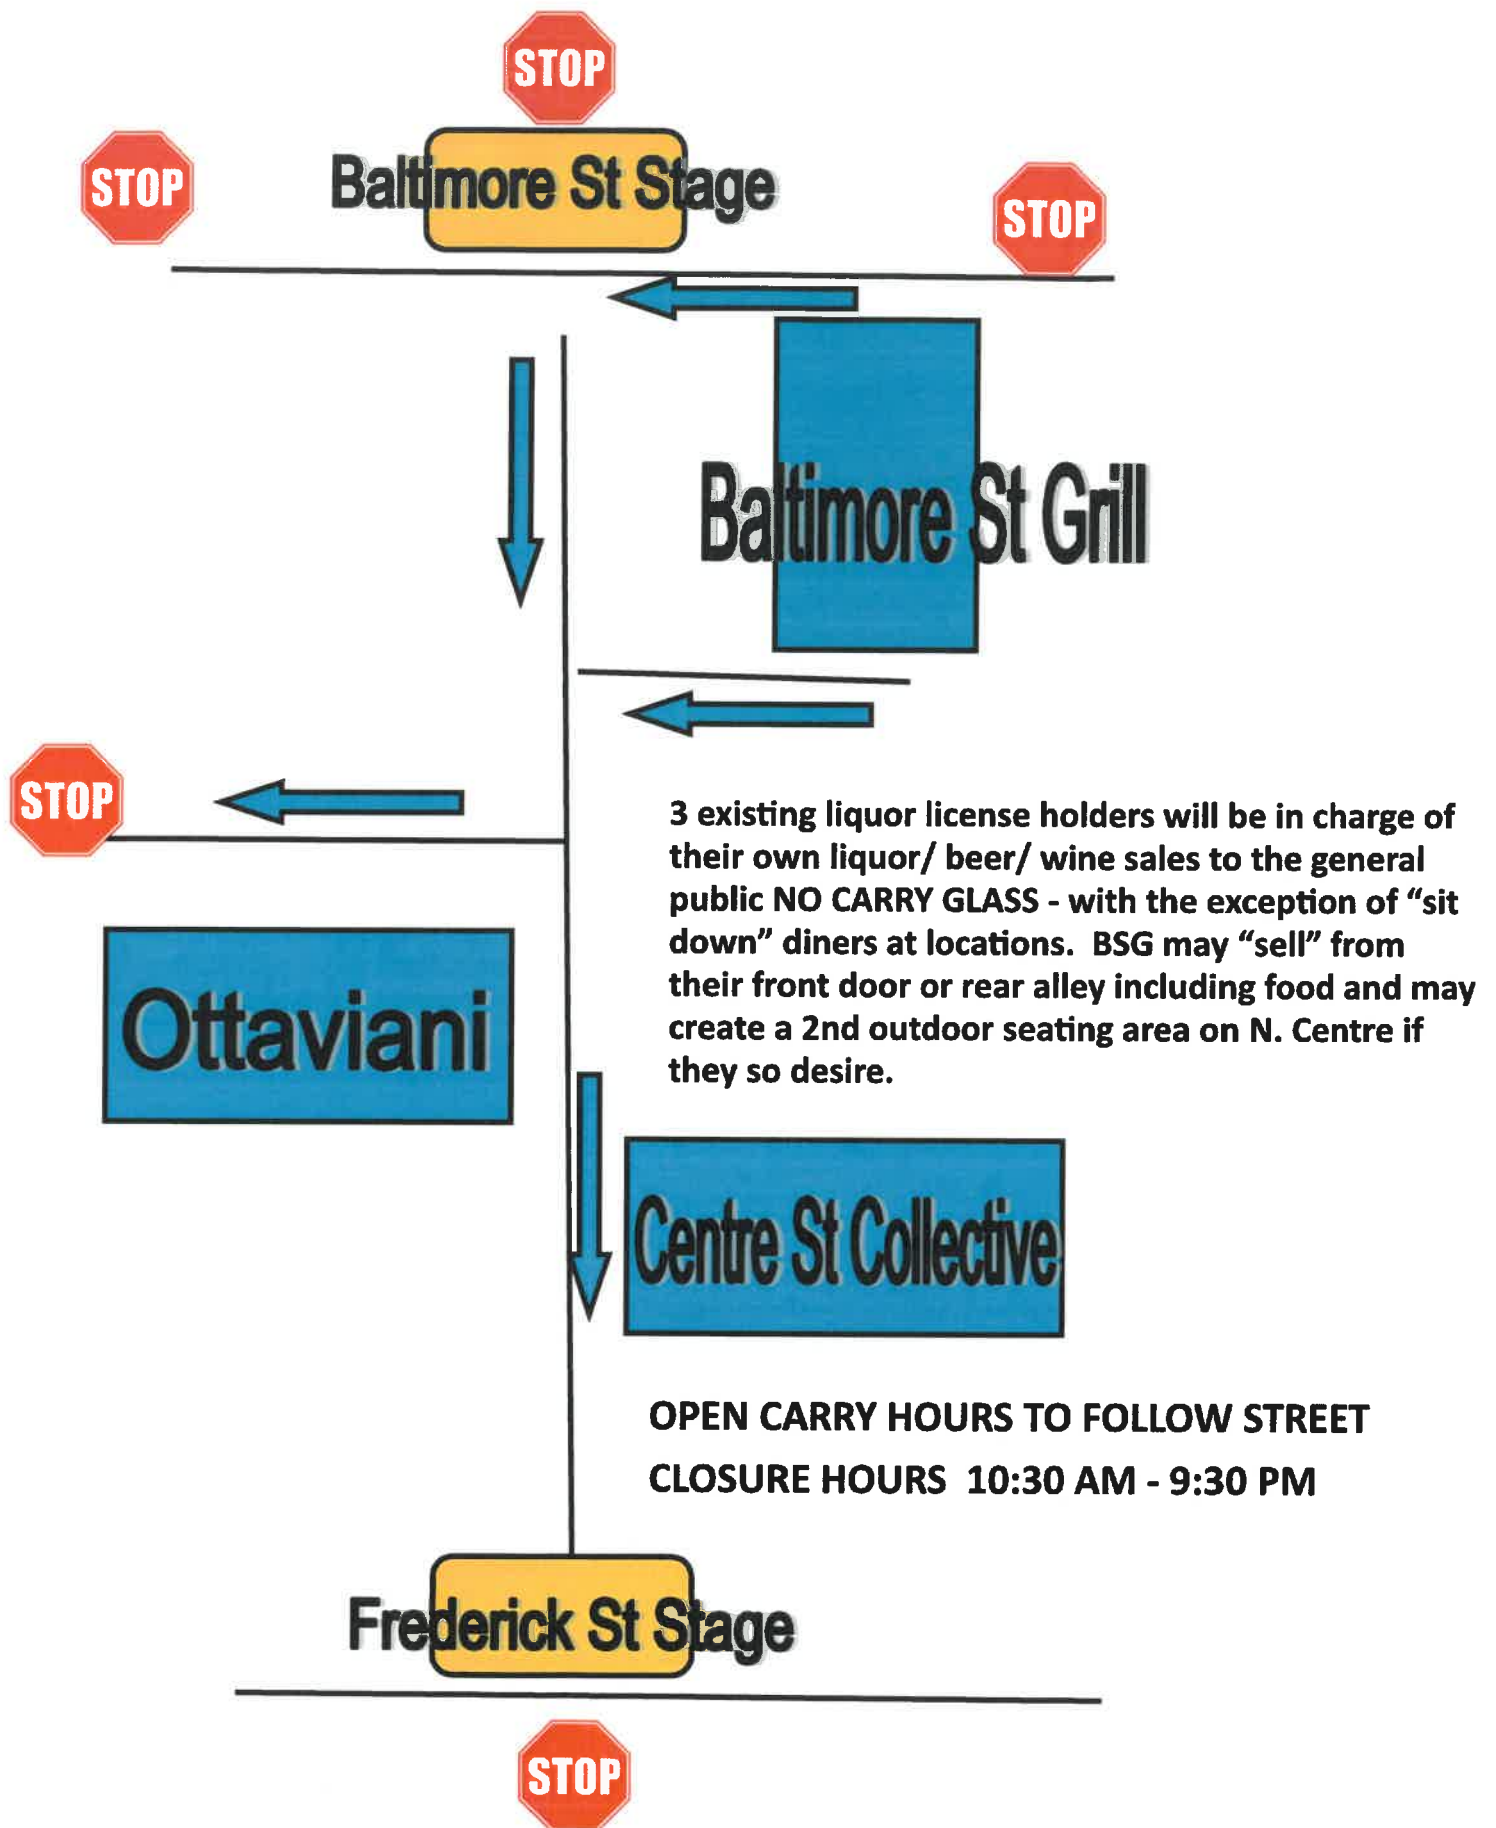 STOP
STOP
Baltimore St Stage
STOP
Baltimore St Grill
STOP
3 existing liquor license holders will be in charge of
their own liquor/ beer/ wine sales to the general
public NO CARRY GLASS - with the exception of “sit
down” diners at locations.  BSG may “sell” from
their front door or rear alley including food and may
create a 2nd outdoor seating area on N. Centre if
they so desire.
Ottaviani
Centre St Collective
OPEN CARRY HOURS TO FOLLOW STREET
CLOSURE HOURS  10:30 AM - 9:30 PM
Frederick St Stage
STOP